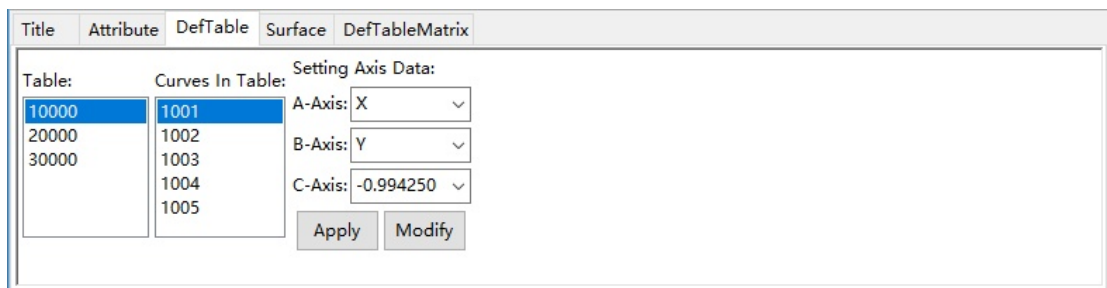 Title Attribute DefTable Surface DefTableMatrix
Table:
10000
20000
30000
Curves In Table:
1001
1002
1003
1004
1005
Setting Axis Data:
A-Axis: X
B-Axis: Y
C-Axis: -0.994250
Apply Modify